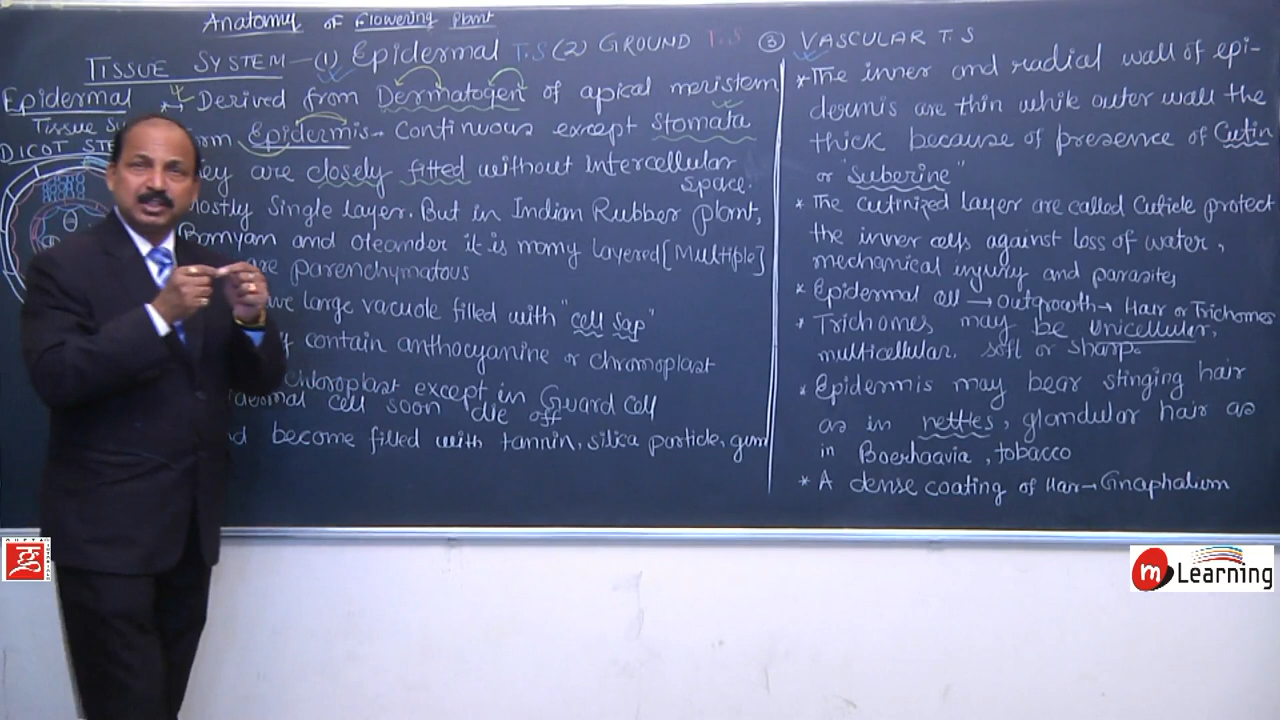 Anatomy of Flowering Plant
TISSUE SYSTEM - (1) Epidermal T.S (2) GROUND T.S ③ VASCULAR T.S
Epidermal → Derived from Dermatogen of apical meristem
Tissue
form Epidermis - Continuous except Stomata
DICOT
are closely fitted without intercellular
space.
Mostly Single layer. But in Indian Rubber plant,
Banyan and Oleander it is many layered [Multiple]
are parenchymatous
large vacuole filled with "cell Sap"
contain anthocyanine or chromoplast
chloroplast except in Guard Cell
cell soon die off
become filled with tannin, silica particle, gum
* The inner and radial wall of epi-
dermis are thin while outer wall the
thick because of presence of Cutin
or "Suberine"
* The cutinized layer are called Cuticle protect
the inner cells against loss of water,
mechanical injury and parasites
* Epidermal cell → outgrowth → Hair or Trichomes
* Trichomes may be Unicellular,
multicellular. Soft or sharp.
* Epidermis may bear stinging hair
as in nettles, glandular hair as
in Boerhaavia, tobacco
* A dense coating of Hair → Gnaphalium
m Learning